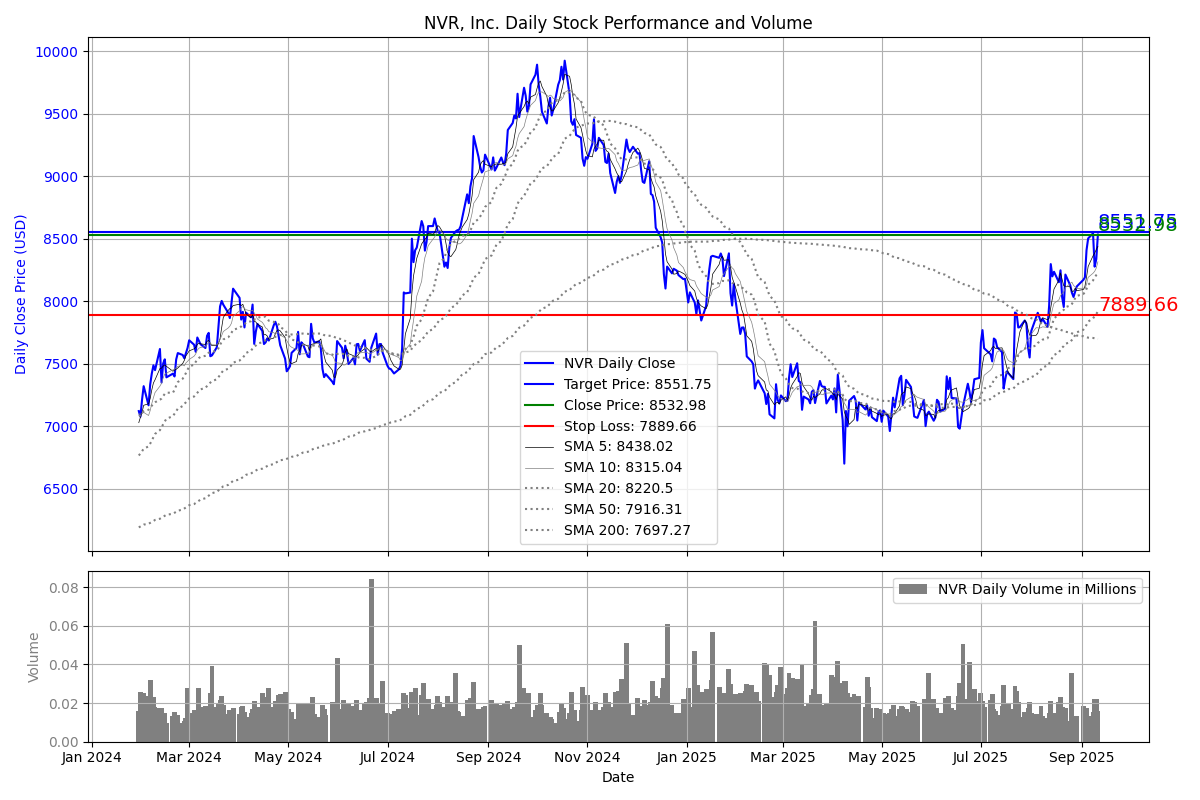 NVR, Inc. Daily Stock Performance and Volume
Daily Close Price (USD)
10000
9500
9000
8500
8000
7500
7000
6500
8551.75
8532.98
7889.66
NVR Daily Close
Target Price: 8551.75
Close Price: 8532.98
Stop Loss: 7889.66
SMA 5: 8438.02
SMA 10: 8315.04
SMA 20: 8220.5
SMA 50: 7916.31
SMA 200: 7697.27
Volume
0.08
0.06
0.04
0.02
0.00
NVR Daily Volume in Millions
Jan 2024 Mar 2024 May 2024 Jul 2024 Sep 2024 Nov 2024 Jan 2025 Mar 2025 May 2025 Jul 2025 Sep 2025
Date